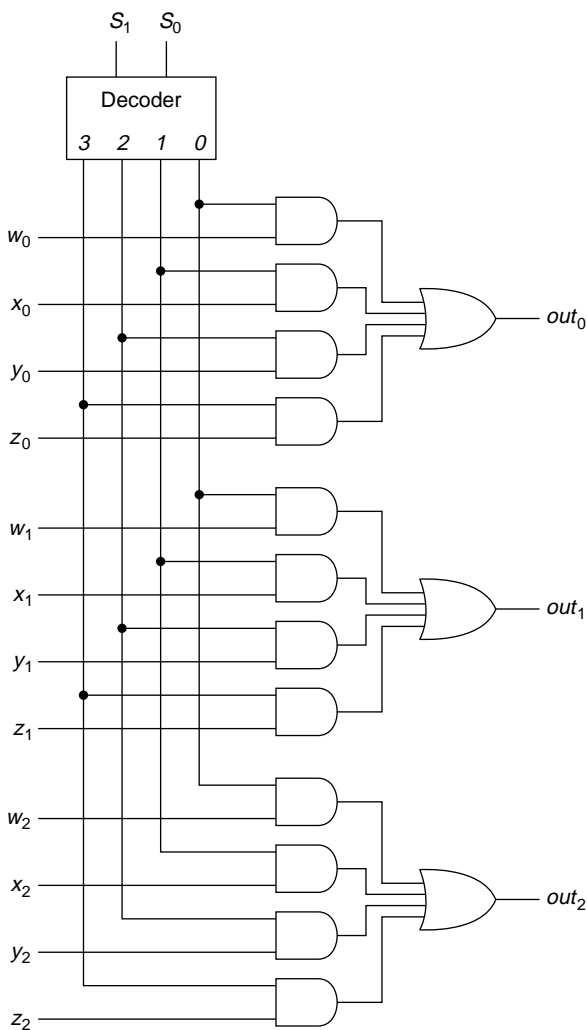 S₁ S₀
Decoder
3 2 1 0
w₀
x₀
out₀
y₀
z₀
w₁
x₁
out₁
y₁
z₁
w₂
x₂
out₂
y₂
z₂